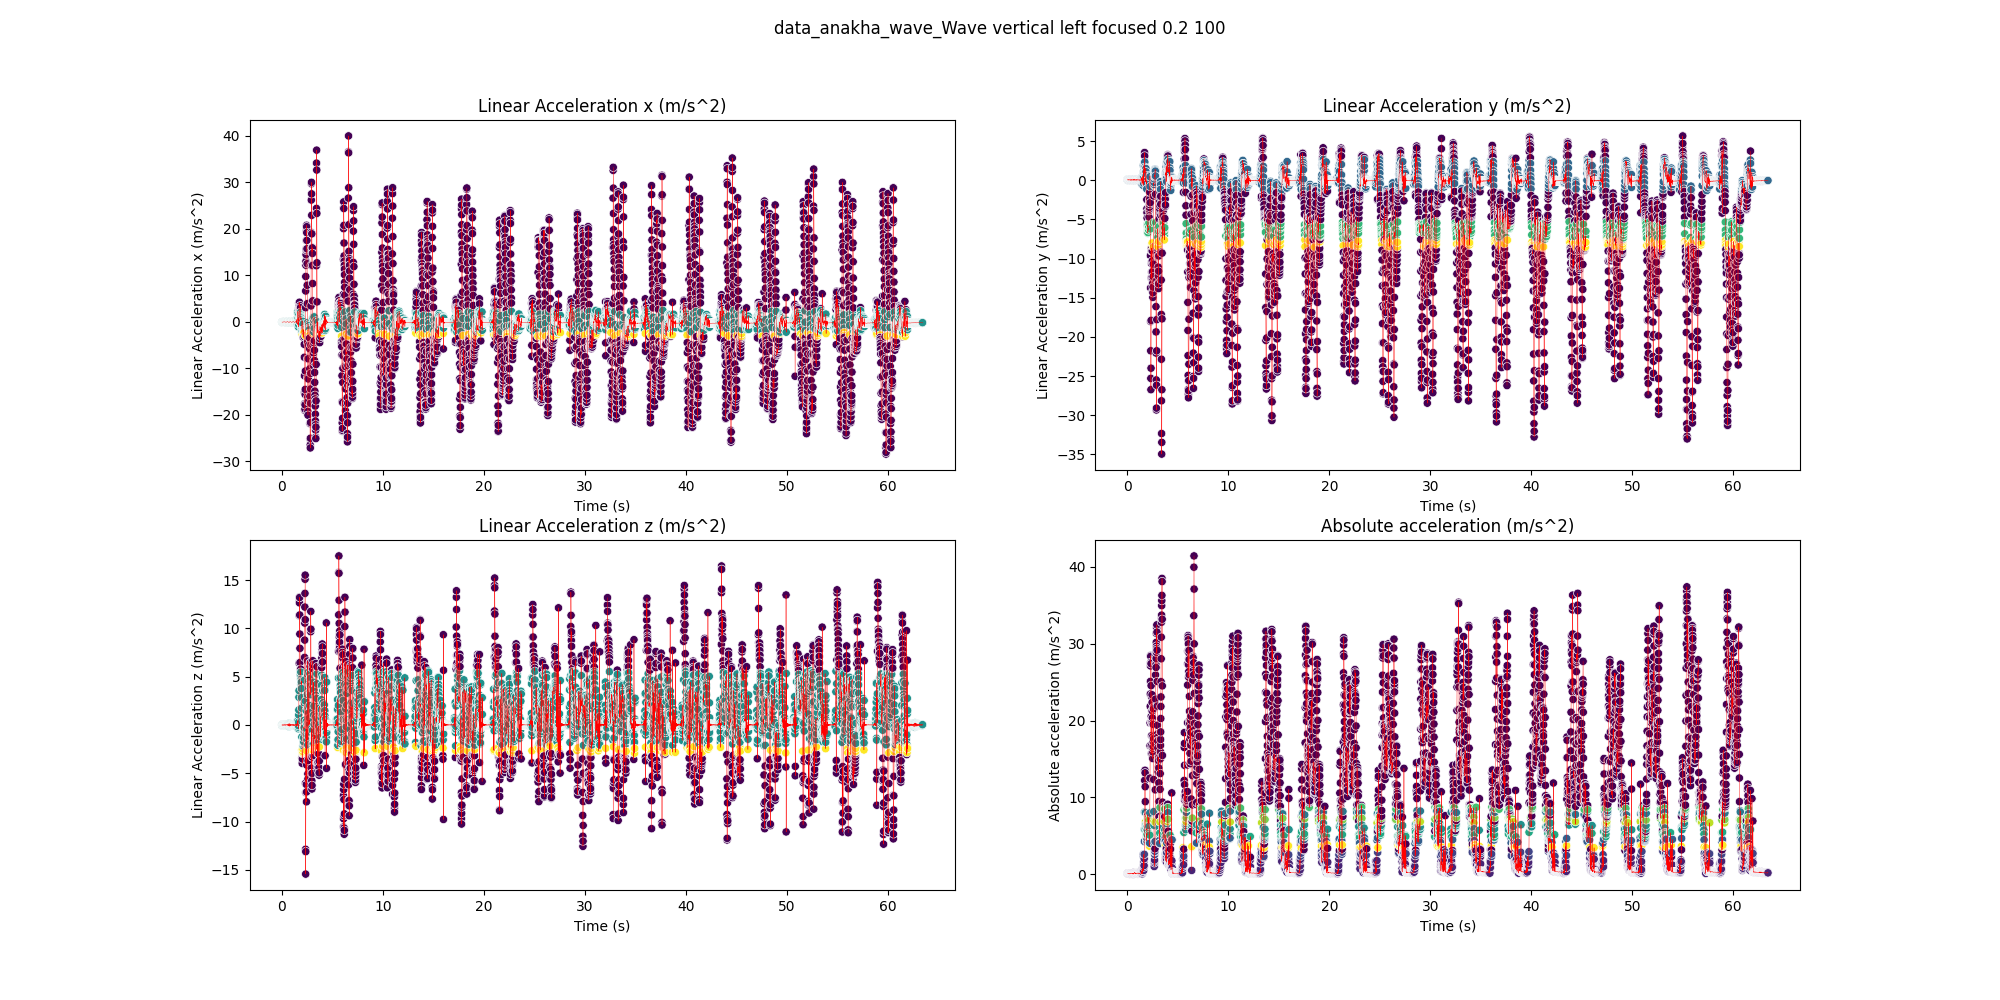 data_anakha_wave_Wave vertical left focused 0.2 100
Linear Acceleration x (m/s^2)
Linear Acceleration x (m/s^2)
40
30
20
10
0
−10
−20
−30
0 10 20 30 40 50 60
Time (s)
Linear Acceleration y (m/s^2)
Linear Acceleration y (m/s^2)
5
0
−5
−10
−15
−20
−25
−30
−35
0 10 20 30 40 50 60
Time (s)
Linear Acceleration z (m/s^2)
Linear Acceleration z (m/s^2)
15
10
5
0
−5
−10
−15
0 10 20 30 40 50 60
Time (s)
Absolute acceleration (m/s^2)
Absolute acceleration (m/s^2)
40
30
20
10
0
0 10 20 30 40 50 60
Time (s)